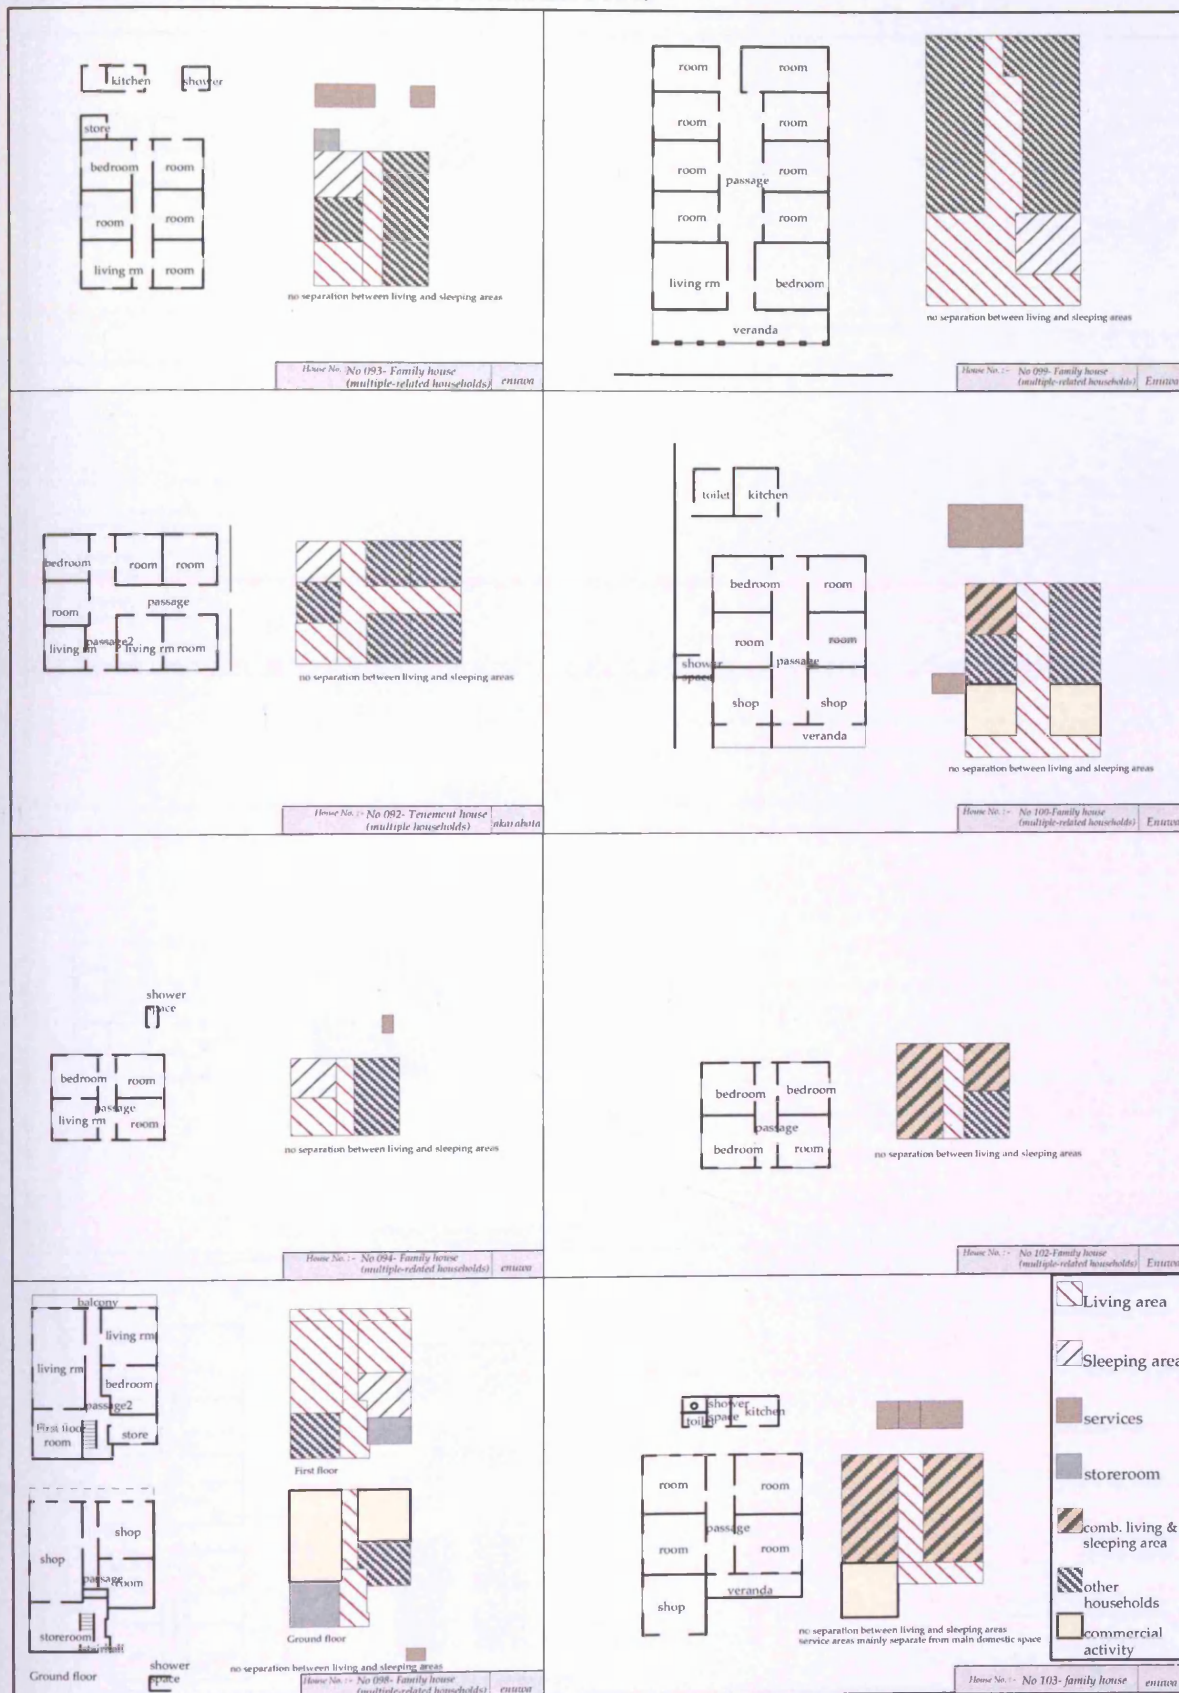 kitchen
shower
store
bedroom
room
room
room
living rm
room
no separation between living and sleeping areas
House No. No 093- Family house
(multiple-related households)
enuwa
room
room
room
room
room
room
passage
room
room
living rm
bedroom
veranda
no separation between living and sleeping areas
House No. :- No 099- Family house
(multiple-related households)
Enuwa
bedroom
room
room
room
passage
living rm
passage2
living rm
room
no separation between living and sleeping areas
House No. :- No 092- Tenement house
(multiple households)
toilet
kitchen
bedroom
room
room
room
shower
space
passage
shop
shop
veranda
no separation between living and sleeping areas
House No. :- No 100-Family house
(multiple-related households)
Enuwa
shower
space
bedroom
room
passage
living rm
room
no separation between living and sleeping areas
House No. :- No 094- Family house
(multiple-related households)
enuwa
bedroom
bedroom
passage
bedroom
room
no separation between living and sleeping areas
House No. :- No 102-Family house
(multiple-related households)
Enuwa
balcony
living rm
living rm
bedroom
passage2
First floor
room
store
First floor
shop
shop
passage
room
storeroom
stairhall
Ground floor
Ground floor
shower
space
no separation between living and sleeping areas
House No. :- No 098- Family house
(multiple-related households)
enuwa
toilet
shower
space
kitchen
room
room
passage
room
room
veranda
shop
no separation between living and sleeping areas
service areas mainly separate from main domestic space
House No. :- No 103- family house
enuwa
Living area
Sleeping area
services
storeroom
comb. living &
sleeping area
other
households
commercial
activity